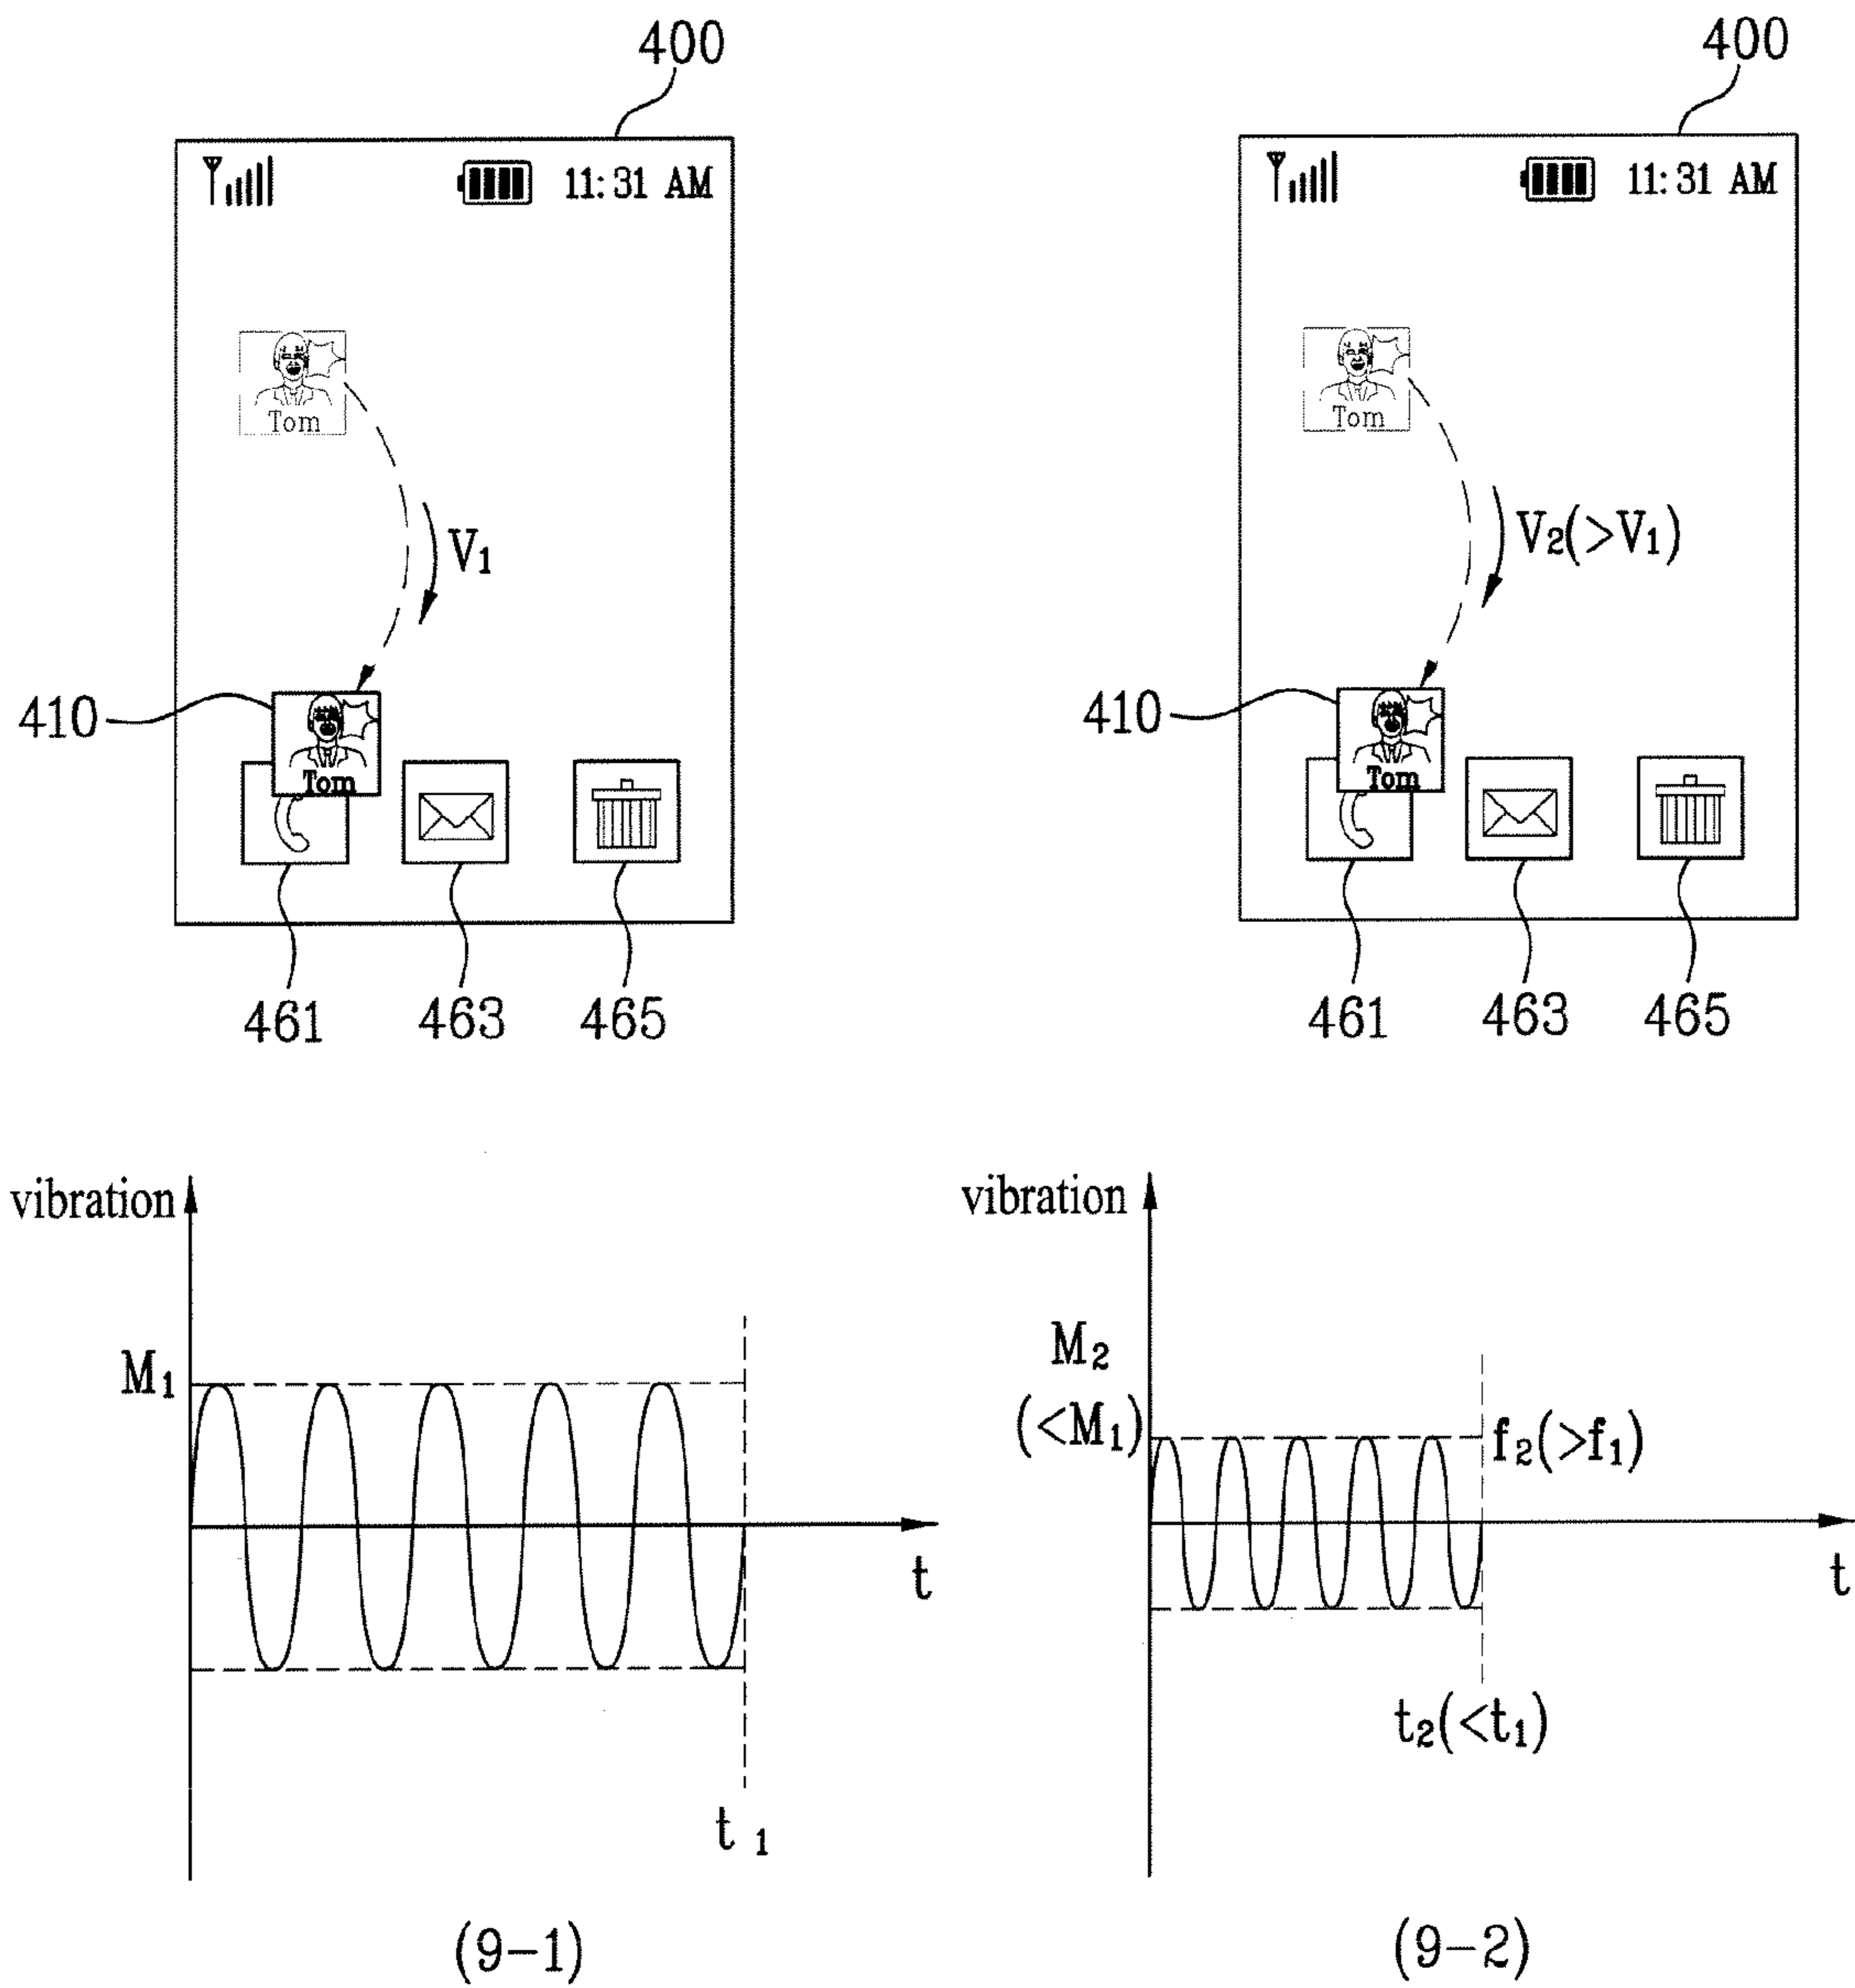 400
11:31 AM
Tom
V1
410
Tom
461
463
465
400
11:31 AM
Tom
V2(>V1)
410
Tom
461
463
465
vibration
M1
t
t 1
(9-1)
vibration
M2
(<M1)
f2(>f1)
t
t2(<t1)
(9-2)